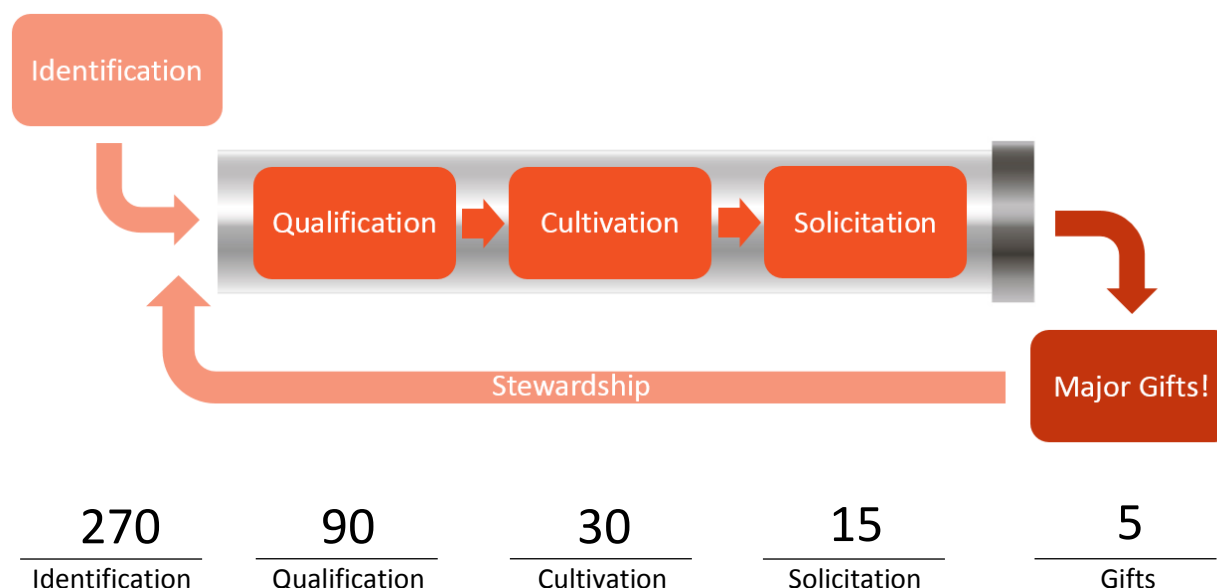 Identification
Qualification
Cultivation
Solicitation
Stewardship
Major Gifts!
270
90
30
15
5
Identification
Qualification
Cultivation
Solicitation
Gifts